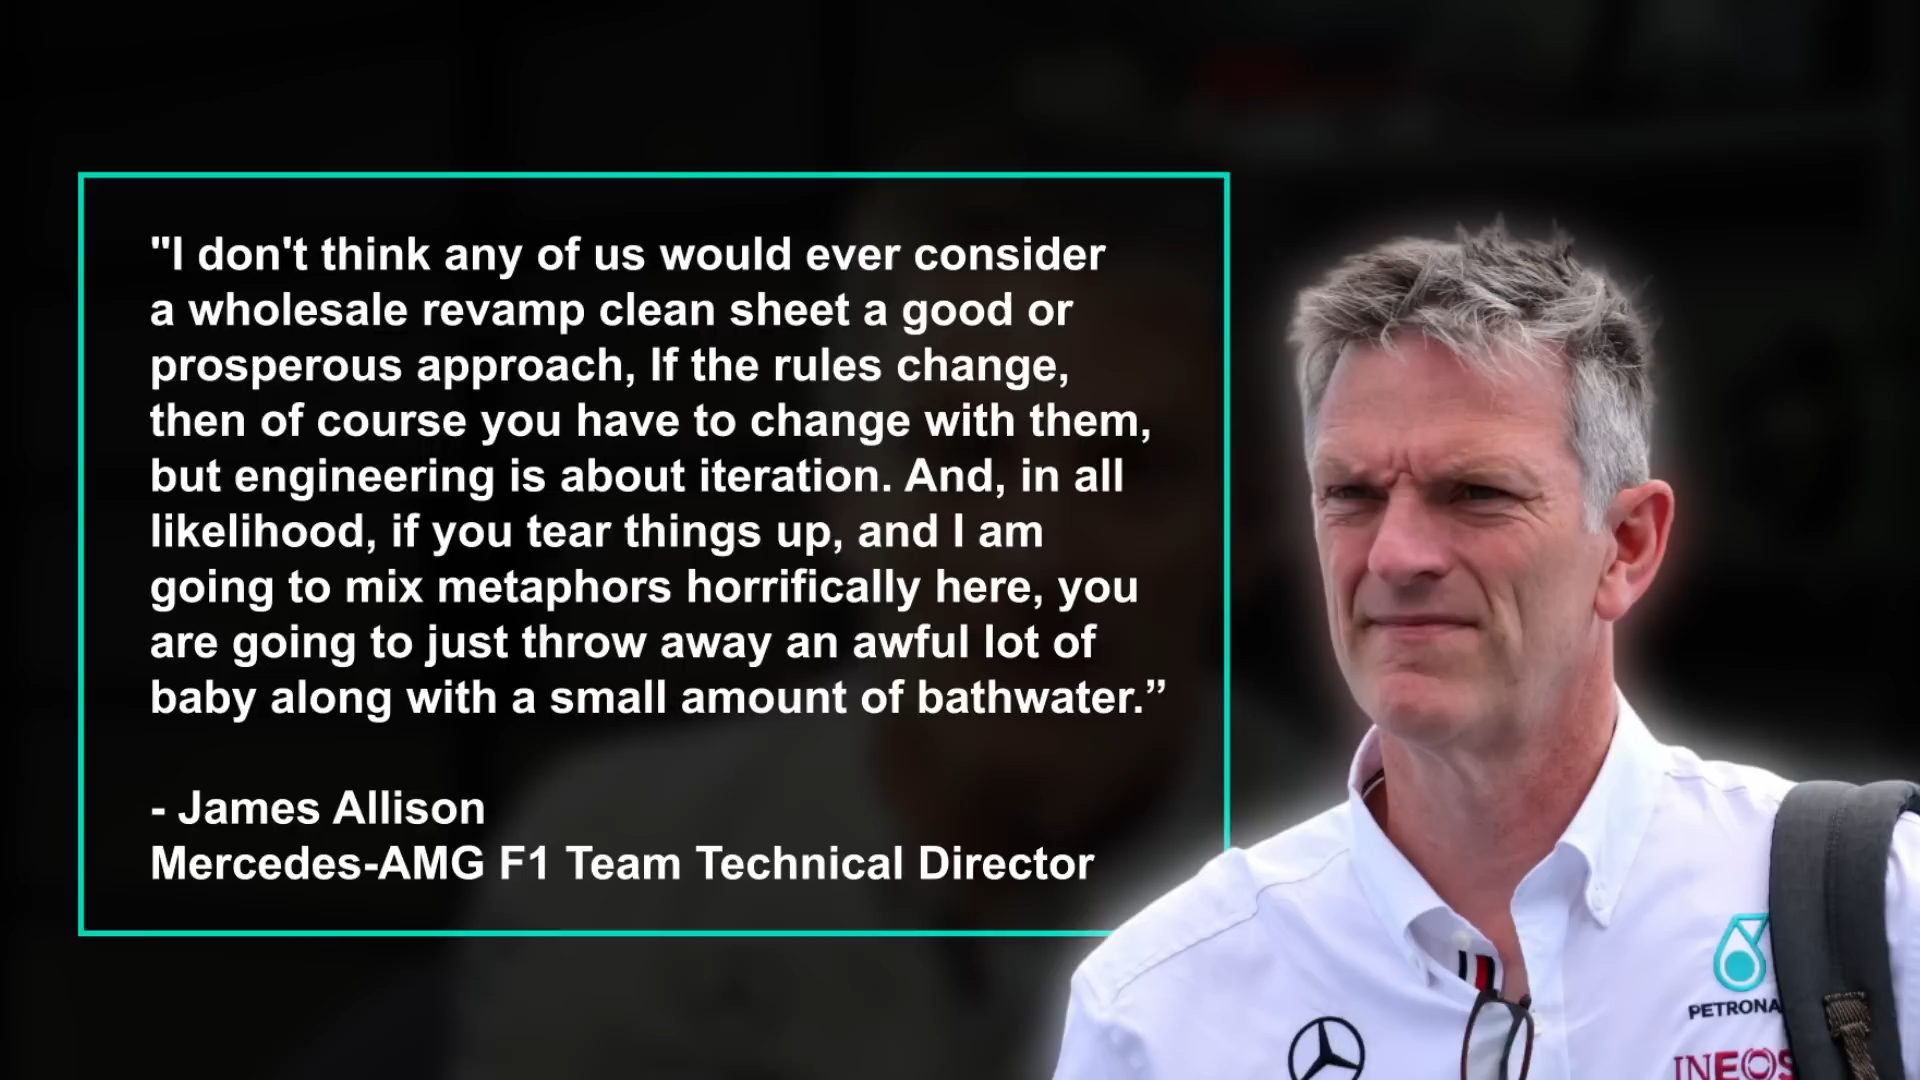 "I don't think any of us would ever consider
a wholesale revamp clean sheet a good or
prosperous approach, If the rules change,
then of course you have to change with them,
but engineering is about iteration. And, in all
likelihood, if you tear things up, and I am
going to mix metaphors horrifically here, you
are going to just throw away an awful lot of
baby along with a small amount of bathwater.”
- James Allison
Mercedes-AMG F1 Team Technical Director
PETRONA
INEOS